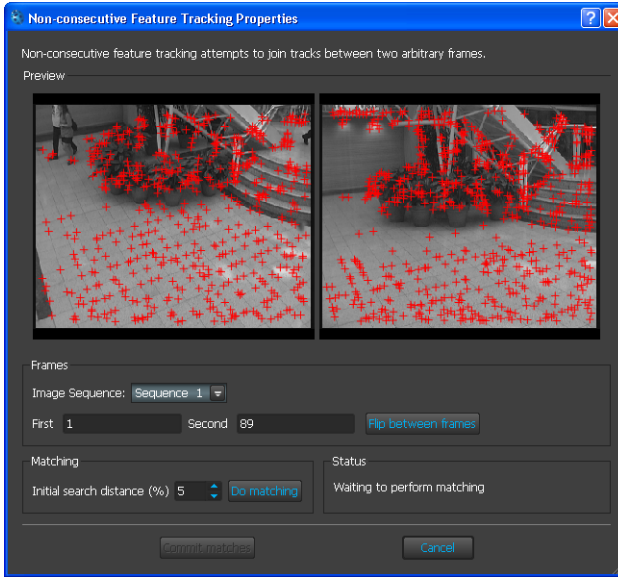 Non-consecutive Feature Tracking Properties
Non-consecutive feature tracking attempts to join tracks between two arbitrary frames.
Preview
Frames
Image Sequence: Sequence 1
First 1 Second 89 Flip between frames
Matching
Initial search distance (%) 5 Do matching
Status
Waiting to perform matching
Commit matches Cancel